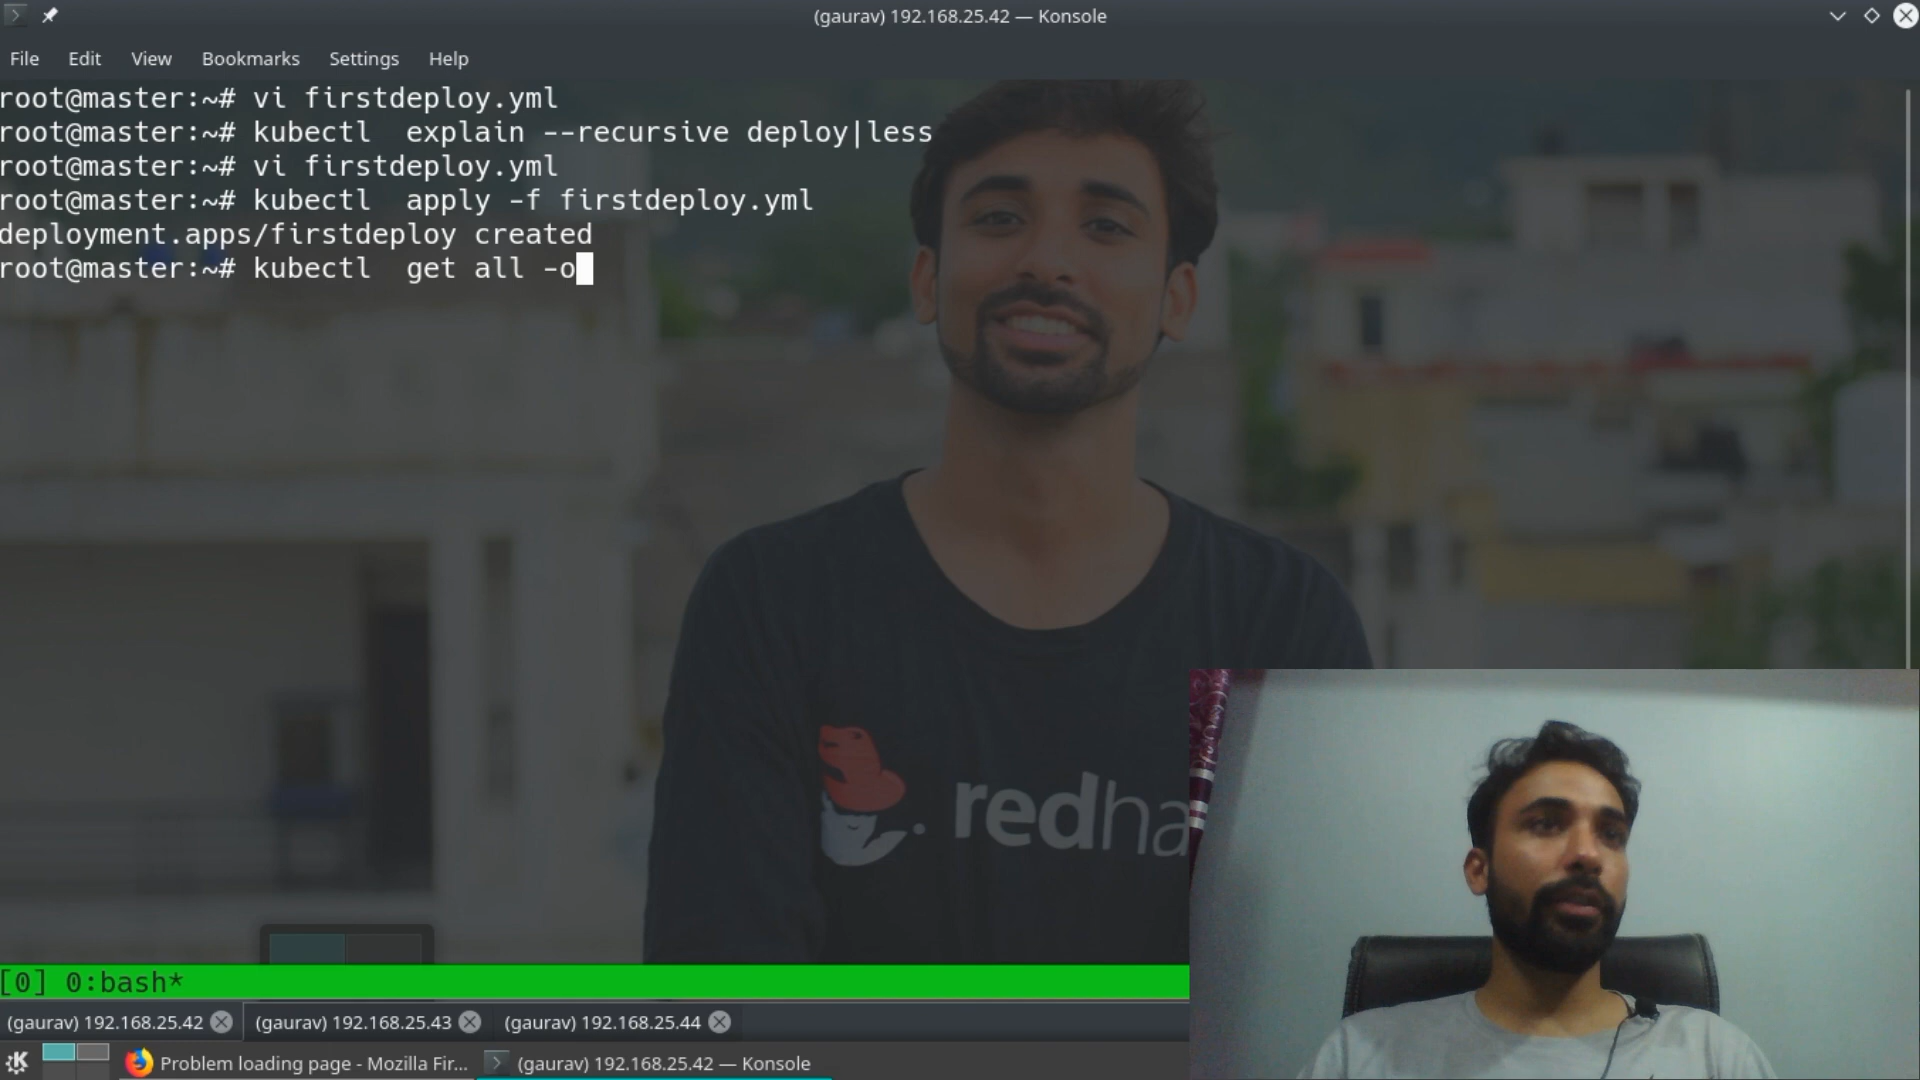 (gaurav) 192.168.25.42 — Konsole
File Edit View Bookmarks Settings Help
root@master:~# vi firstdeploy.yml
root@master:~# kubectl  explain --recursive deploy|less
root@master:~# vi firstdeploy.yml
root@master:~# kubectl  apply -f firstdeploy.yml
deployment.apps/firstdeploy created
root@master:~# kubectl  get all -o
redha
[0] 0:bash*
(gaurav) 192.168.25.42 (gaurav) 192.168.25.43 (gaurav) 192.168.25.44
Problem loading page - Mozilla Fir... (gaurav) 192.168.25.42 — Konsole